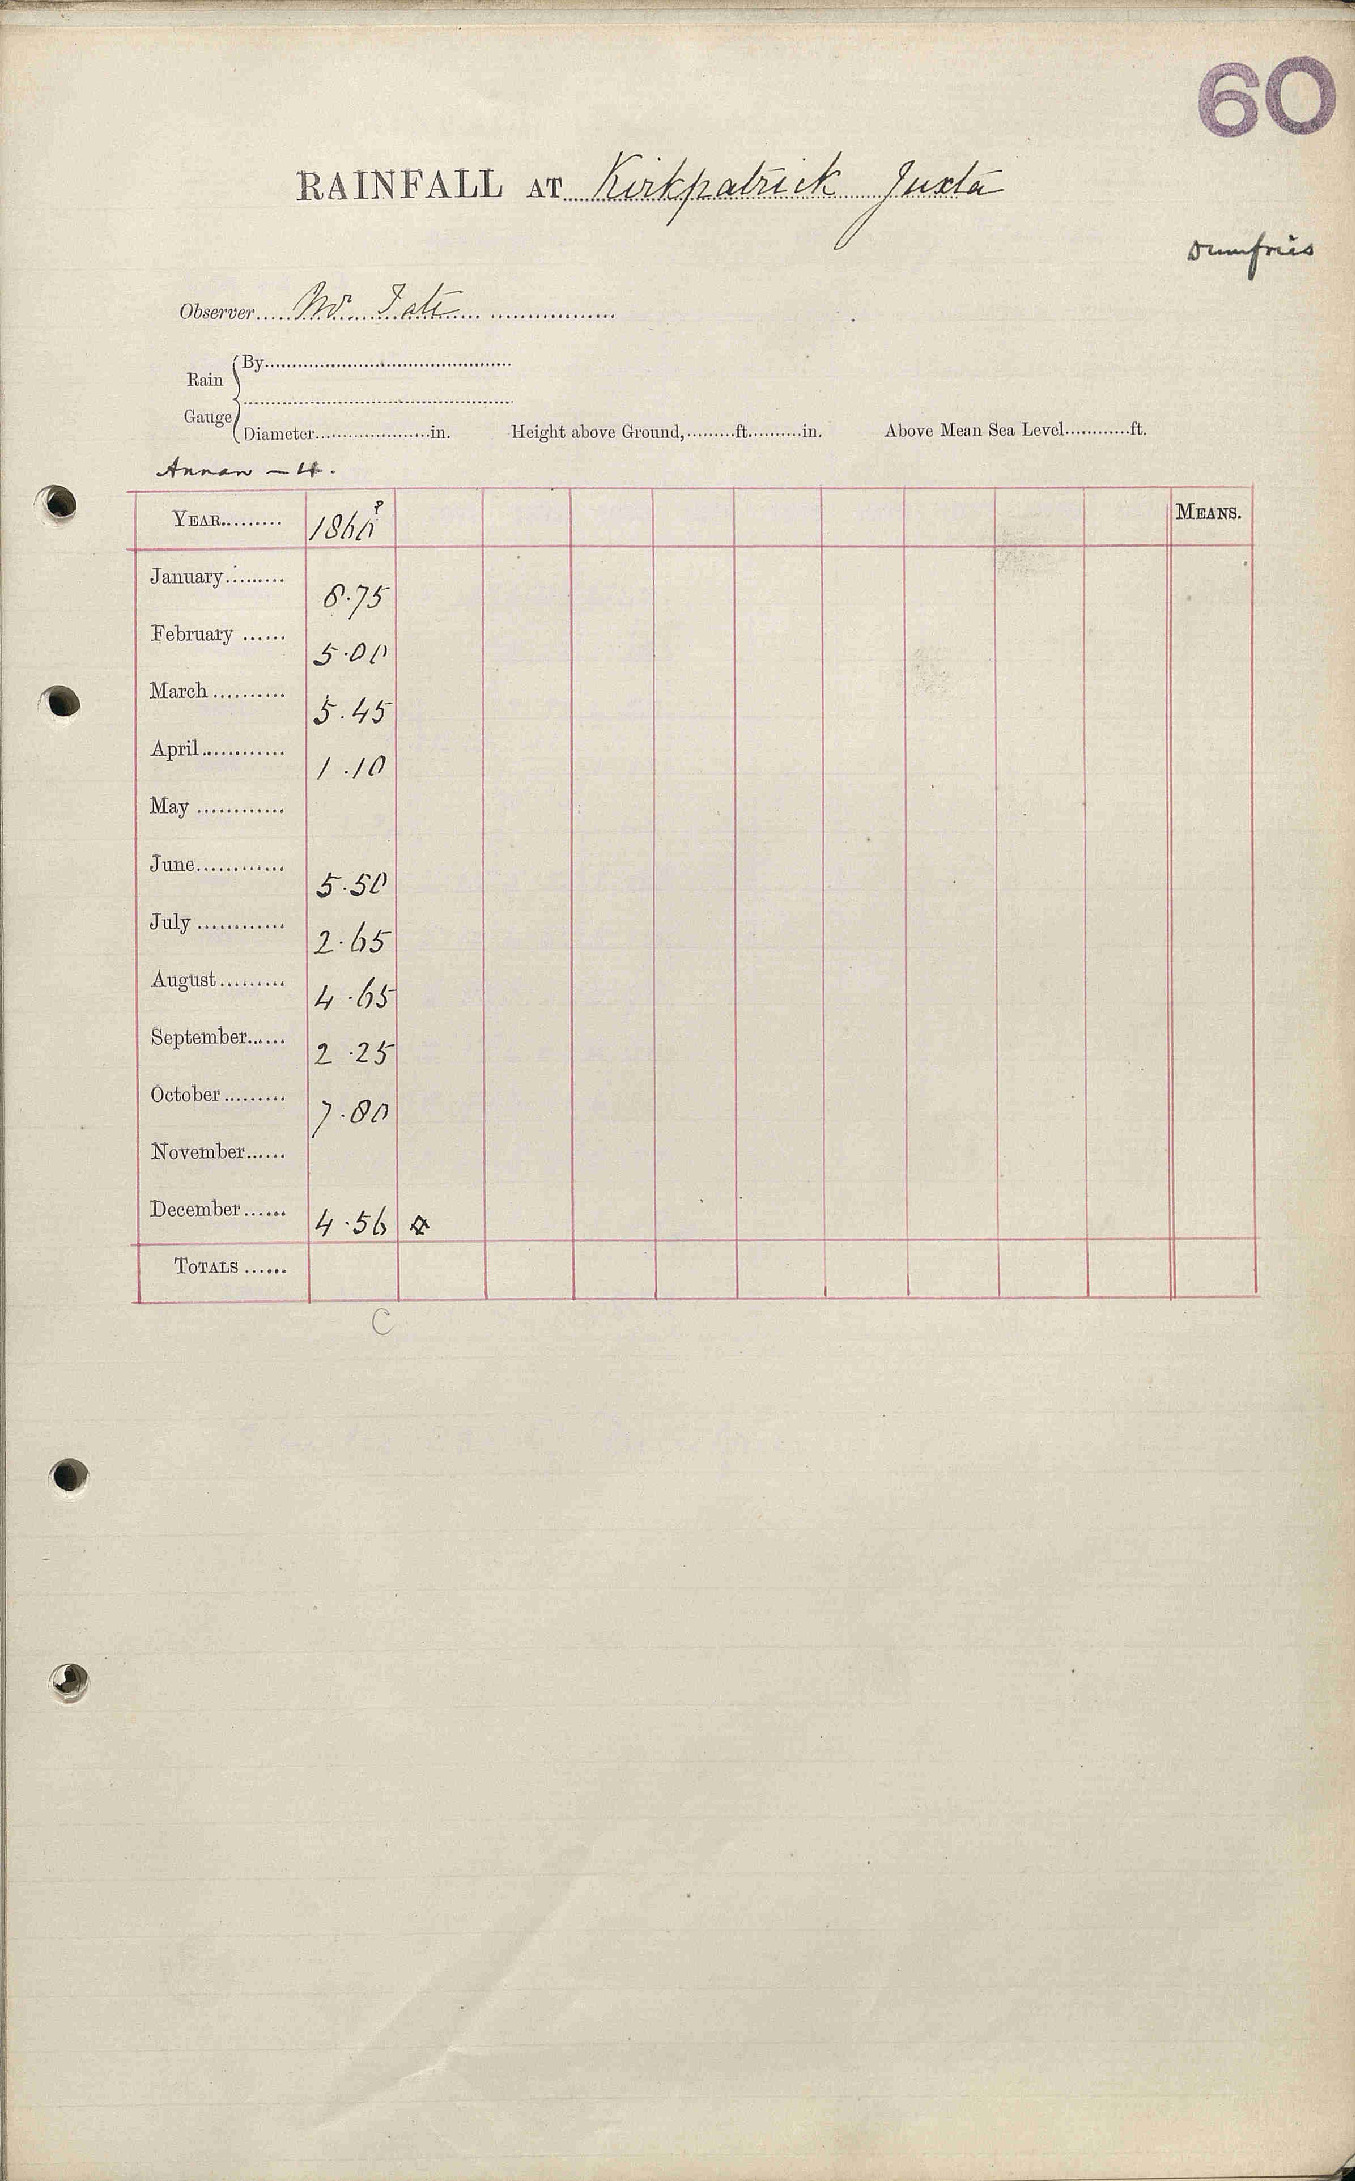 60
RAINFALL AT Kirkpatrick Juxta
Dumfries
Observer Mr Tate
Rain Gauge
By
Diameter in. Height above Ground, ft. in. Above Mean Sea Level ft.
Annan — 4.
YEAR MEANS.
January 8.75
February 5.00
March 5.45
April 1.10
May
June 5.50
July 2.65
August 4.65
September 2.25
October 7.80
November
December 4.56
TOTALS
C